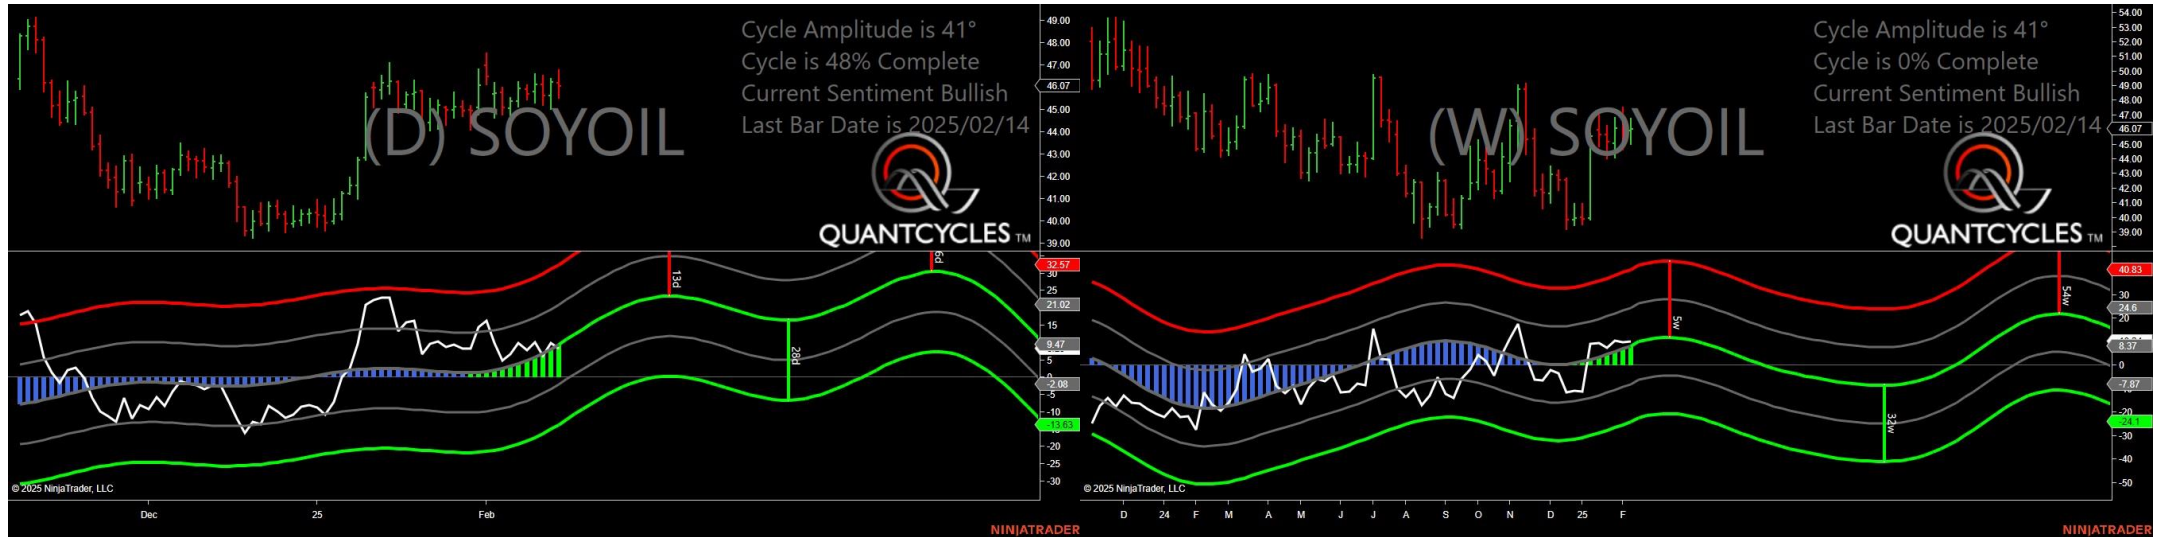 Cycle Amplitude is 41°
Cycle is 48% Complete
Current Sentiment Bullish
Last Bar Date is 2025/02/14
(D) SOYOIL
QUANTCYCLES TM
49.00
48.00
47.00
46.07
45.00
44.00
43.00
42.00
41.00
40.00
39.00
13d
28d
6d
32.57
30
25
21.02
15
9.47
5
0
-2.08
-5
-10
-13.63
-20
-25
-30
© 2025 NinjaTrader, LLC
Dec
25
Feb
NINJATRADER
Cycle Amplitude is 41°
Cycle is 0% Complete
Current Sentiment Bullish
Last Bar Date is 2025/02/14
(W) SOYOIL
QUANTCYCLES TM
54.00
53.00
52.00
51.00
50.00
49.00
48.00
47.00
46.07
45.00
44.00
43.00
42.00
41.00
40.00
39.00
5w
32w
54w
40.83
30
24.6
20
8.37
0
-7.87
-20
-24.1
-30
-40
-50
© 2025 NinjaTrader, LLC
D
24
F
M
A
M
J
J
A
S
O
N
D
25
F
NINJATRADER